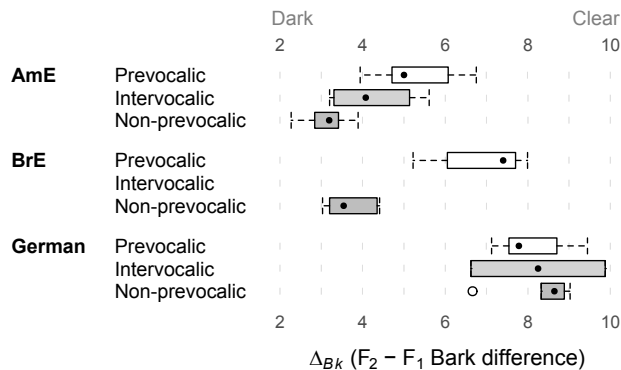 Dark Clear
2 4 6 8 10
AmE Prevocalic
Intervocalic
Non-prevocalic
BrE Prevocalic
Intervocalic
Non-prevocalic
German Prevocalic
Intervocalic
Non-prevocalic
2 4 6 8 10
Δ_Bk (F₂ − F₁ Bark difference)